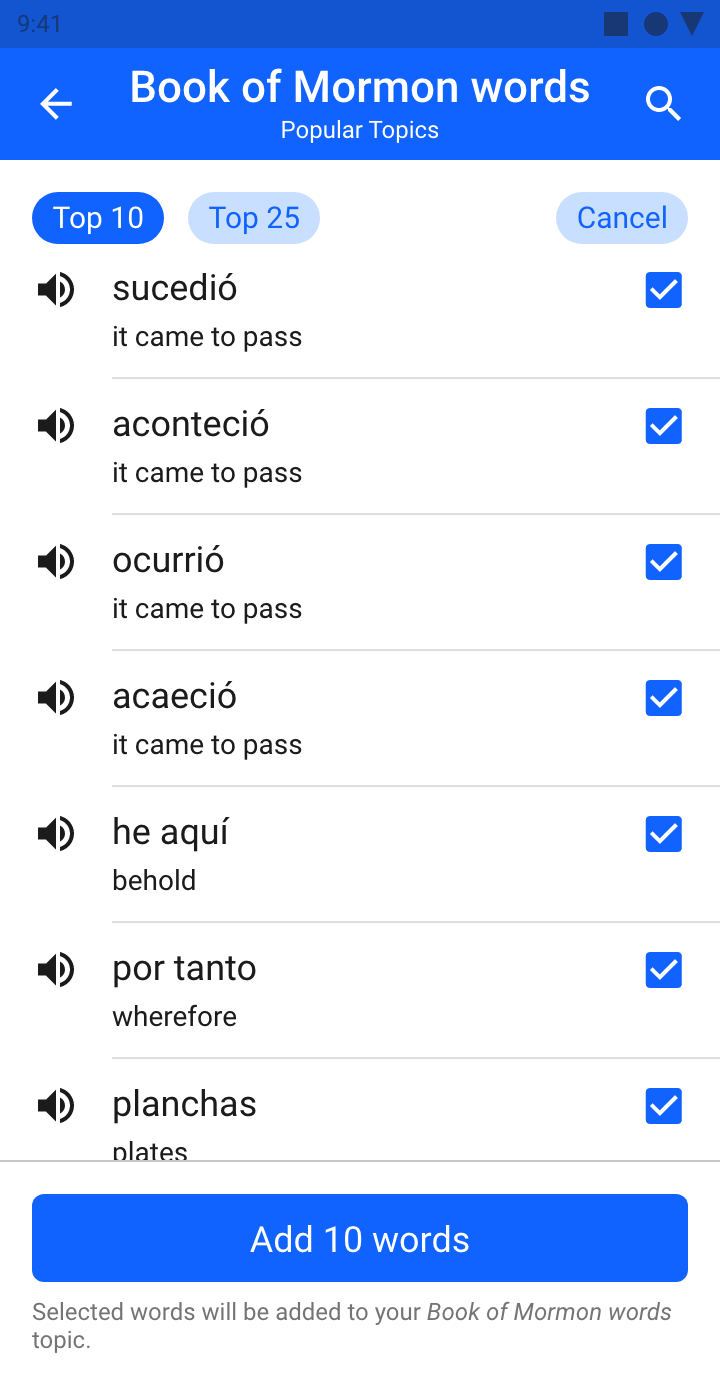 9:41
Book of Mormon words
Popular Topics
Top 10
Top 25
Cancel
sucedió
it came to pass
aconteció
it came to pass
ocurrió
it came to pass
acaeció
it came to pass
he aquí
behold
por tanto
wherefore
planchas
plates
Add 10 words
Selected words will be added to your Book of Mormon words
topic.